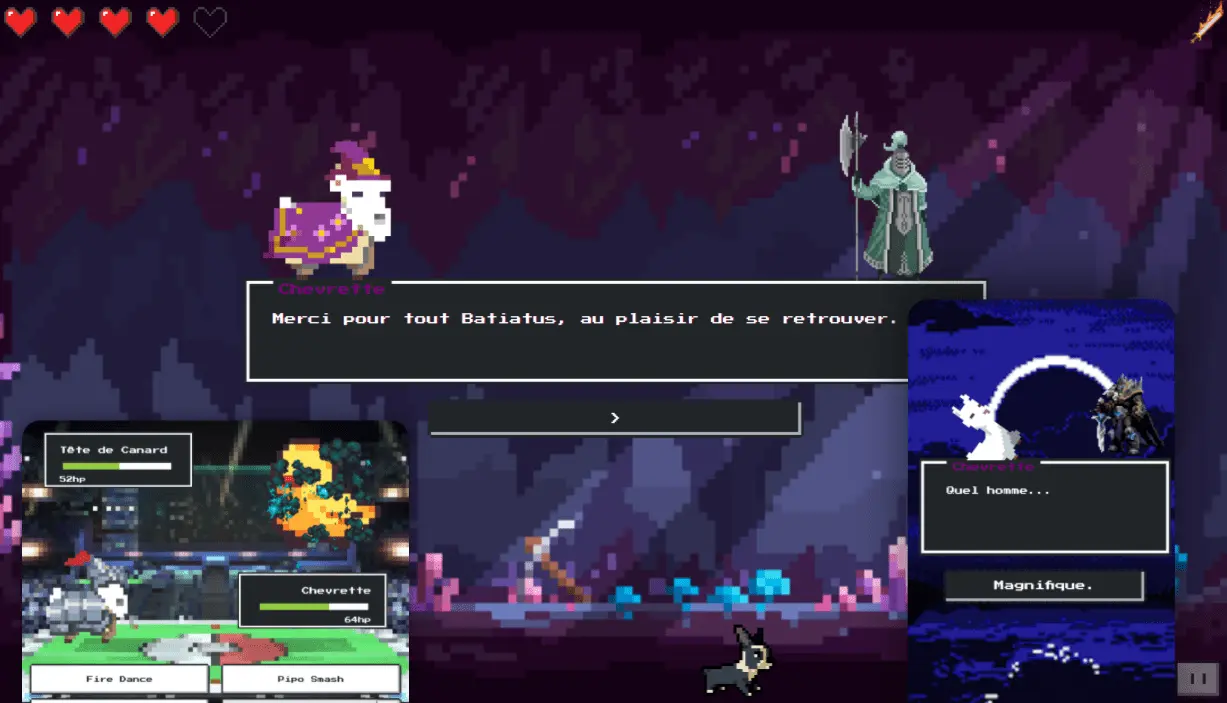 Chevrette
Merci pour tout Batiatus, au plaisir de se retrouver.
>
Tête de Canard
52hp
Chevrette
64hp
Fire Dance
Pipo Smash
Chevrette
Quel homme...
Magnifique.